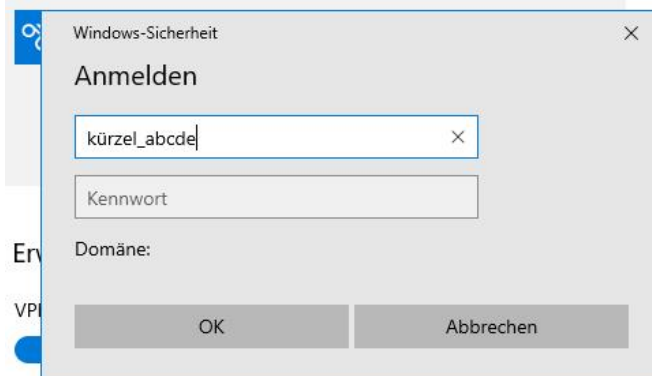 Windows-Sicherheit
Anmelden
kürzel_abcde
Kennwort
Domäne:
OK
Abbrechen